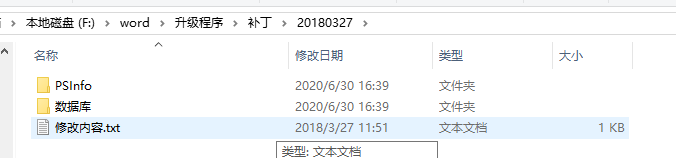 本地磁盘 (F:) > word > 升级程序 > 补丁 > 20180327 >
名称 修改日期 类型 大小
PSInfo 2020/6/30 16:39 文件夹
数据库 2020/6/30 16:39 文件夹
修改内容.txt 2018/3/27 11:51 文本文档 1 KB
类型: 文本文档